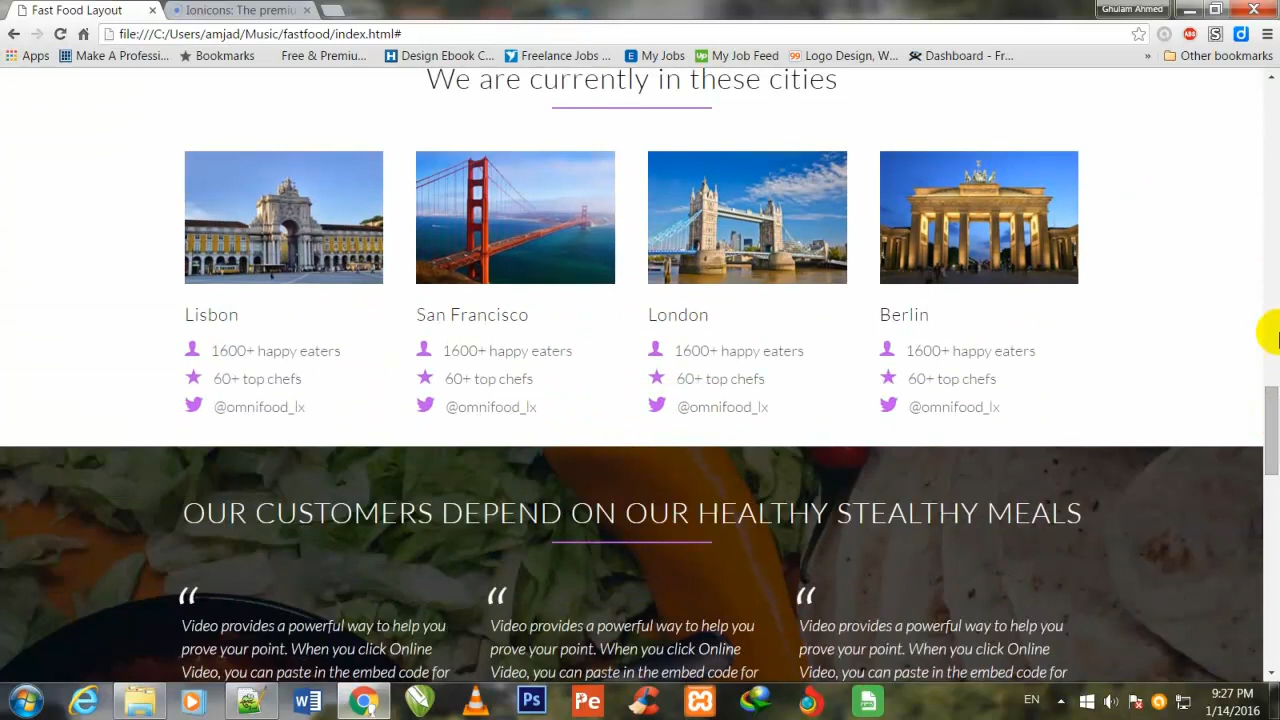 Fast Food Layout
Ionicons: The premiu
Ghulam Ahmed
file:///C:/Users/amjad/Music/fastfood/index.html#
Apps
Make A Professi...
Bookmarks
Free & Premiu...
Design Ebook C...
Freelance Jobs ...
My Jobs
My Job Feed
Logo Design, W...
Dashboard - Fr...
»
Other bookmarks
We are currently in these cities
Lisbon
San Francisco
London
Berlin
1600+ happy eaters
1600+ happy eaters
1600+ happy eaters
1600+ happy eaters
60+ top chefs
60+ top chefs
60+ top chefs
60+ top chefs
@omnifood_lx
@omnifood_lx
@omnifood_lx
@omnifood_lx
OUR CUSTOMERS DEPEND ON OUR HEALTHY STEALTHY MEALS
“
Video provides a powerful way to help you
prove your point. When you click Online
Video, you can paste in the embed code for
“
Video provides a powerful way to help you
prove your point. When you click Online
Video, you can paste in the embed code for
“
Video provides a powerful way to help you
prove your point. When you click Online
Video, you can paste in the embed code for
EN
9:27 PM
1/14/2016